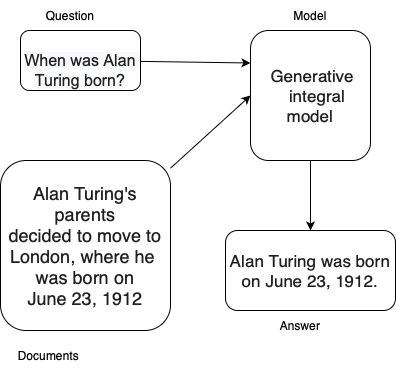 Question
Model
When was Alan
Turing born?
Generative
integral
model
Alan Turing's
parents
decided to move to
London, where he
was born on
June 23, 1912
Alan Turing was born
on June 23, 1912.
Answer
Documents